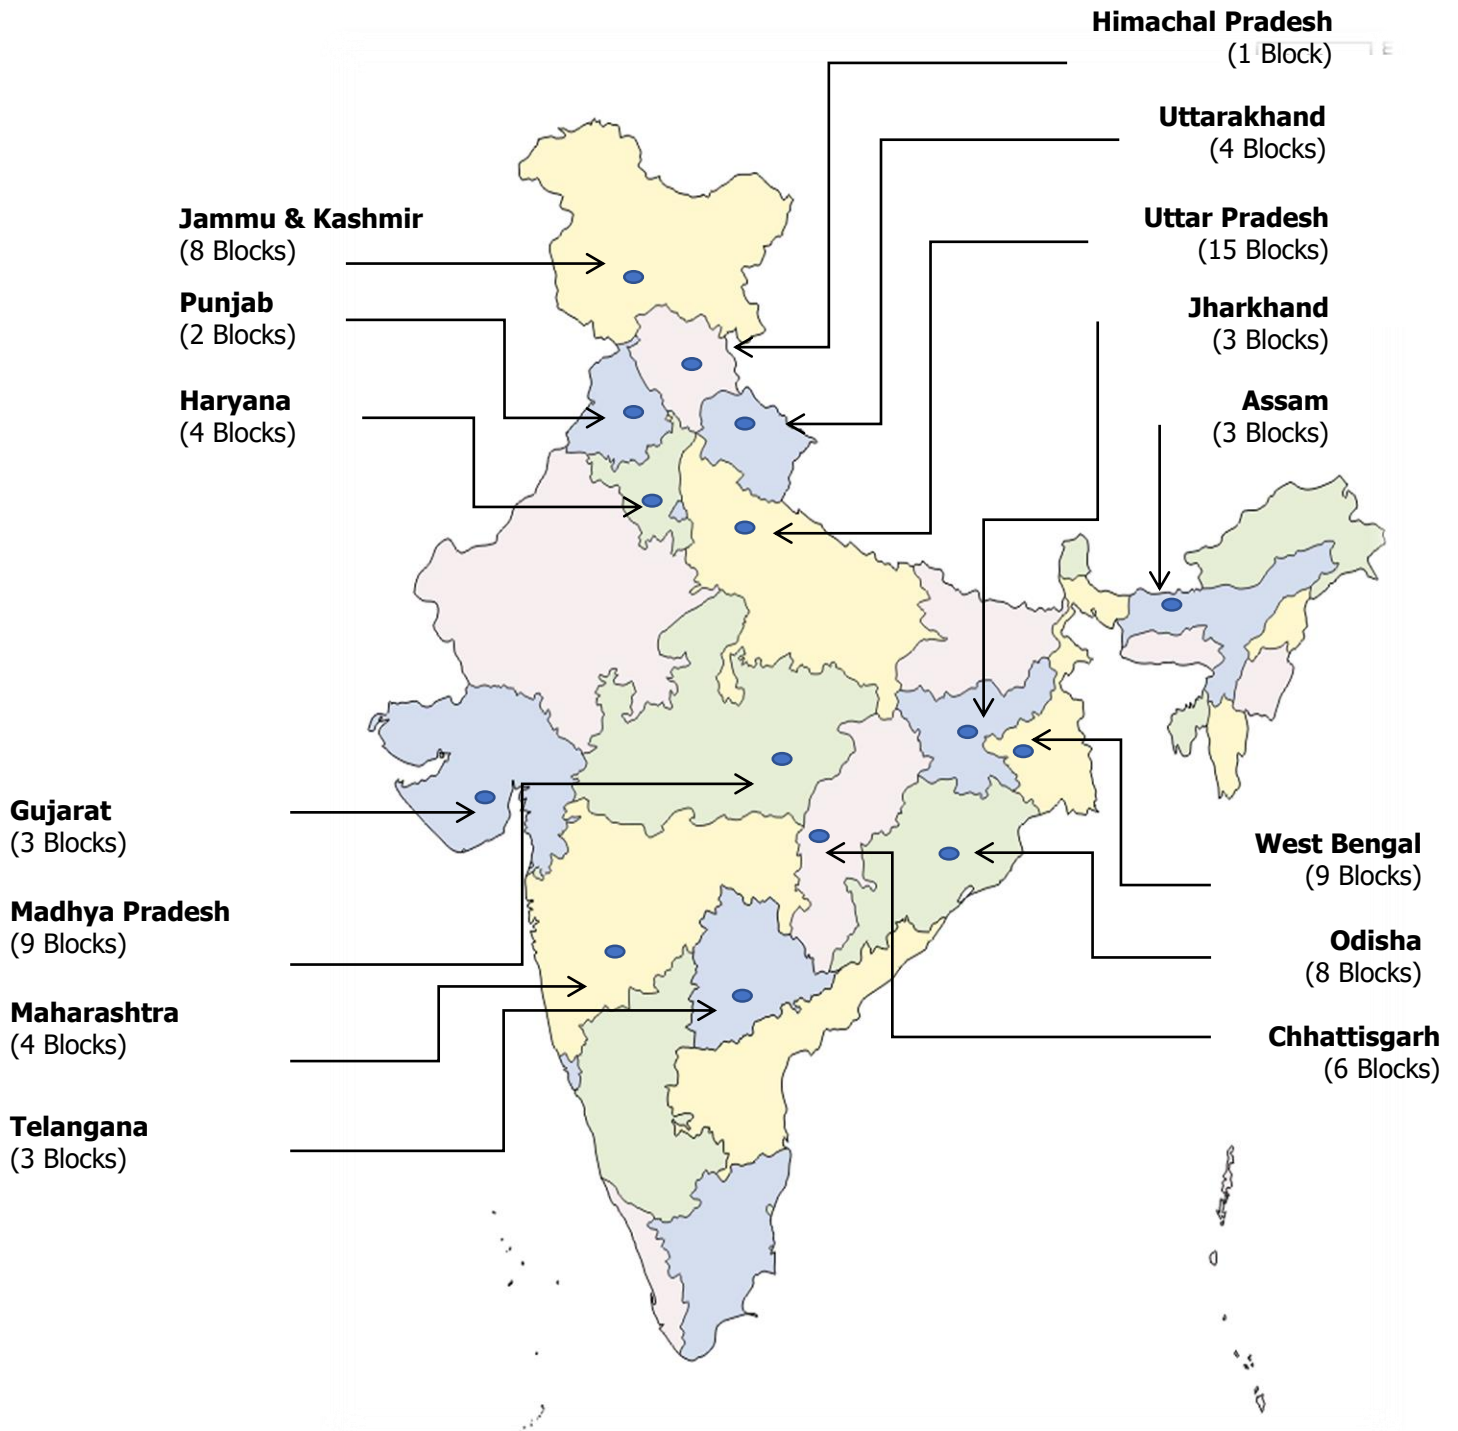 Himachal Pradesh
(1 Block)
Uttarakhand
(4 Blocks)
Uttar Pradesh
(15 Blocks)
Jharkhand
(3 Blocks)
Assam
(3 Blocks)
Jammu & Kashmir
(8 Blocks)
Punjab
(2 Blocks)
Haryana
(4 Blocks)
Gujarat
(3 Blocks)
Madhya Pradesh
(9 Blocks)
Maharashtra
(4 Blocks)
Telangana
(3 Blocks)
West Bengal
(9 Blocks)
Odisha
(8 Blocks)
Chhattisgarh
(6 Blocks)